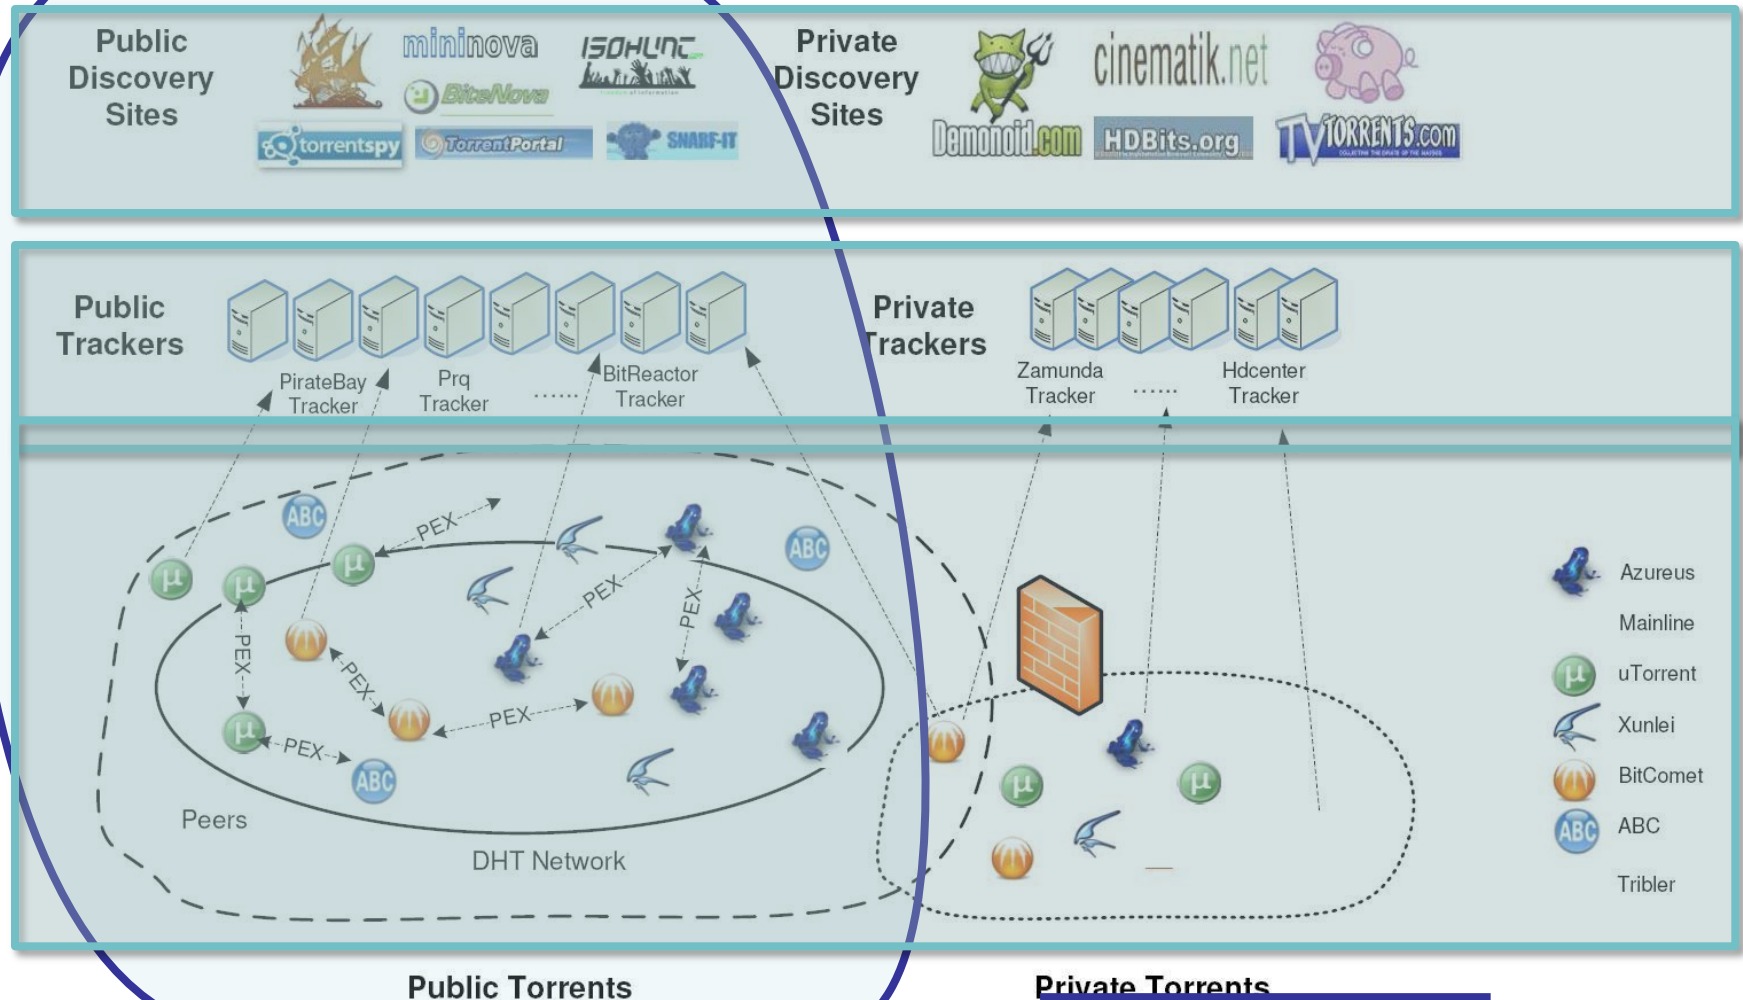 Public
Discovery
Sites
mininova
ISOHUNT
BiteNova
torrentspy
TorrentPortal
SNARF-IT
Private
Discovery
Sites
cinematik.net
Demonoid.com
HDBits.org
TVTORRENTS.com
Public
Trackers
PirateBay
Tracker
Prq
Tracker
......
BitReactor
Tracker
Private
Trackers
Zamunda
Tracker
......
Hdcenter
Tracker
ABC
PEX
µ
µ
µ
PEX
PEX
ABC
PEX
PEX
PEX
µ
PEX
ABC
Peers
DHT Network
µ
µ
Azureus
Mainline
µ uTorrent
Xunlei
BitComet
ABC ABC
Tribler
Public Torrents
Private Torrents